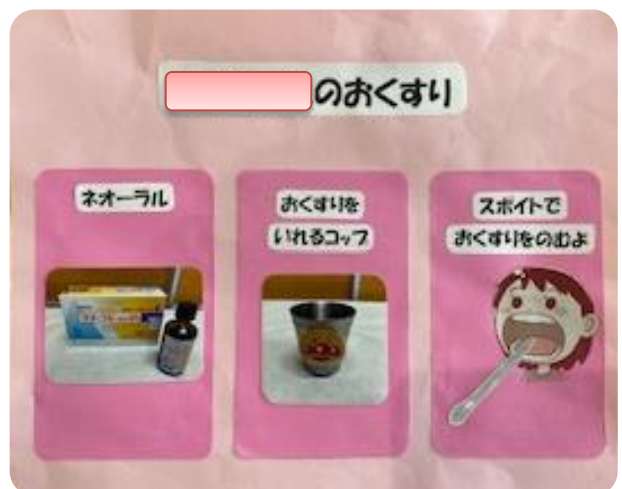 のおくすり
ネオーラル
おくすりを
いれるコップ
スポイトで
おくすりをのむよ